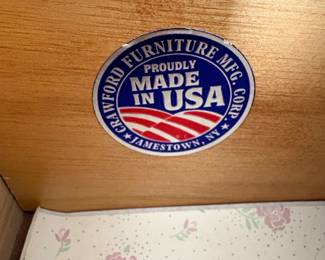 CRAWFORD FURNITURE MFG. CORP.
PROUDLY
MADE
IN USA
JAMESTOWN, NY